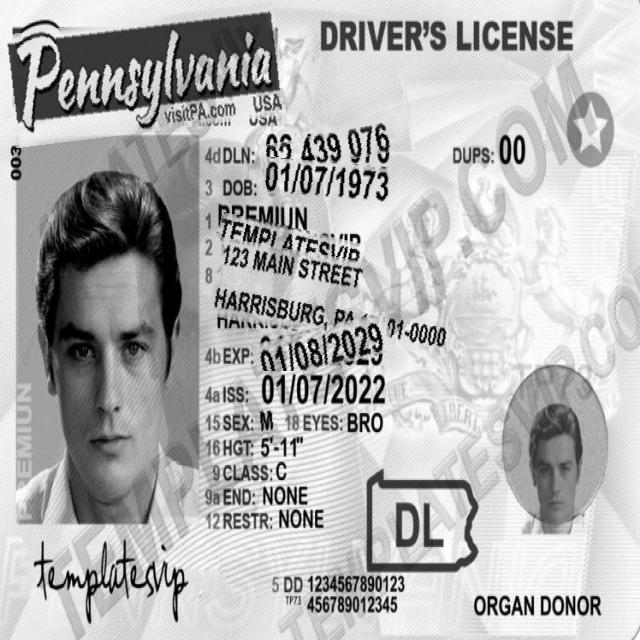 Pennsylvania
DRIVER'S LICENSE
visitPA.com USA
USA
003
4d DLN: 66 439 076
DUPS: 00
3 DOB: 01/07/1973
1 PREMIUN
2 TEMPLATESVIP
8 123 MAIN STREET
HARRISBURG, PA 01-0000
4b EXP: 01/08/2029
4a ISS: 01/07/2022
15 SEX: M 18 EYES: BRO
16 HGT: 5'-11"
9 CLASS: C
9a END: NONE
12 RESTR: NONE
PREMIUN
templatesvip
DL
5 DD 1234567890123
TP73 456789012345
ORGAN DONOR
TEMPLATESVIP.COM
TEMPLATESVIP.COM